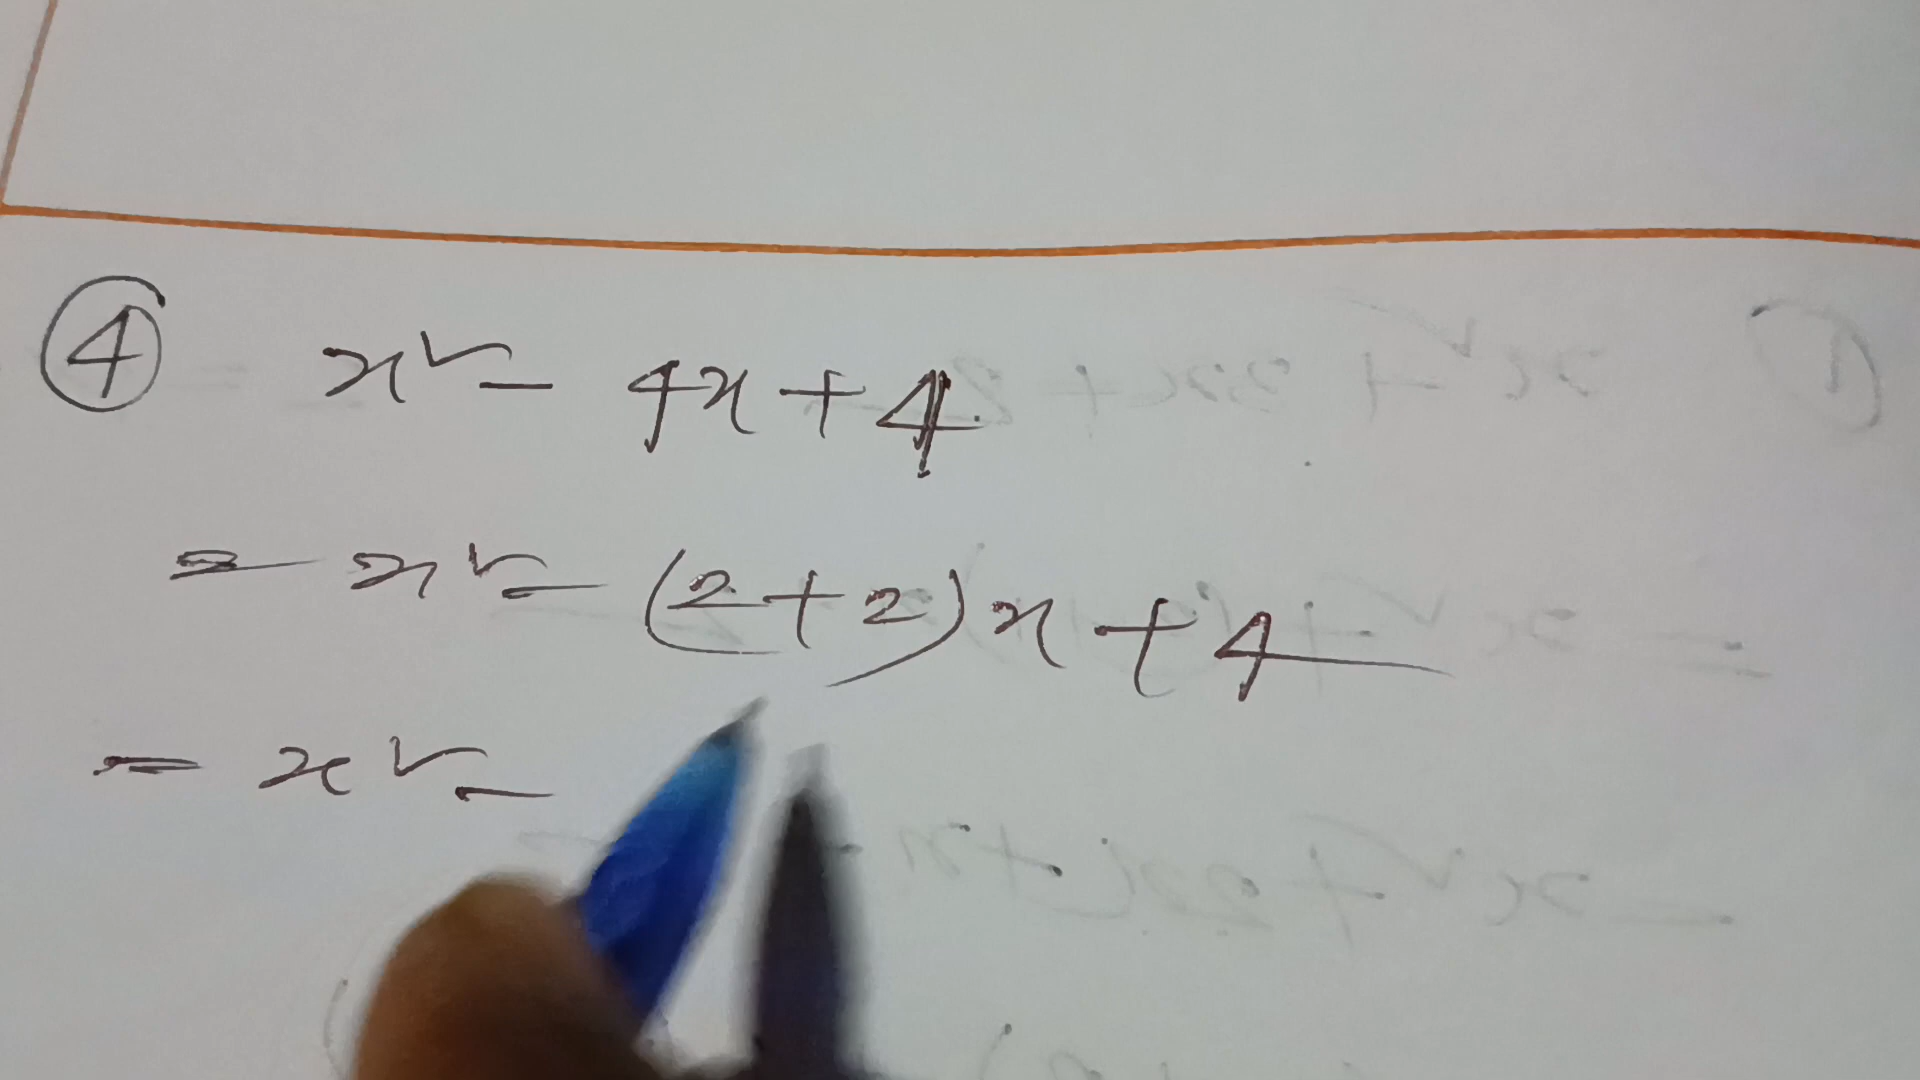 ④ x² - 4x + 4
= x² - (2+2)x + 4
= x² -